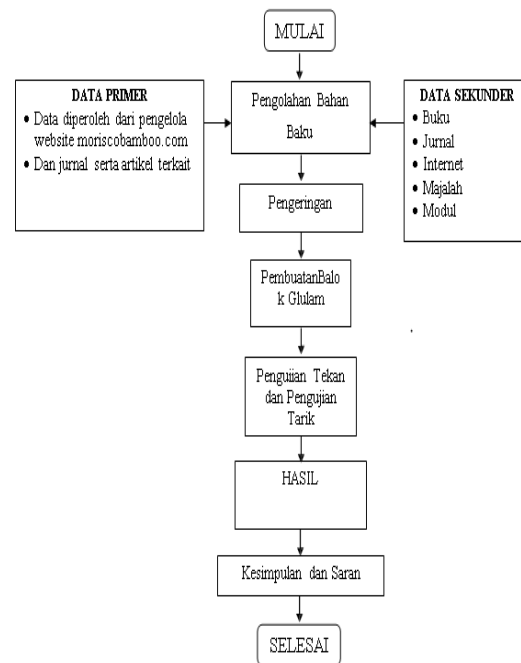 MULAI
DATA PRIMER
• Data diperoleh dari pengelola
website moriscobamboo.com
• Dan jurnal serta artikel terkait
Pengolahan Bahan
Baku
DATA SEKUNDER
• Buku
• Jurnal
• Internet
• Majalah
• Modul
Pengeringan
PembuatanBalo
k Glulam
Pengujian Tekan
dan Pengujian
Tarik
HASIL
Kesimpulan dan Saran
SELESAI